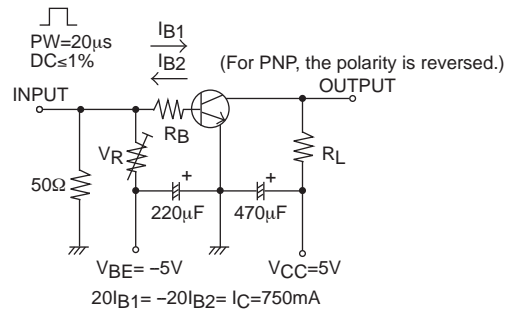 PW=20μs
DC≤1%
IB1
IB2
(For PNP, the polarity is reversed.)
INPUT
OUTPUT
RB
VR
RL
50Ω
+
+
220μF
470μF
VBE= −5V
VCC=5V
20IB1= −20IB2= IC=750mA